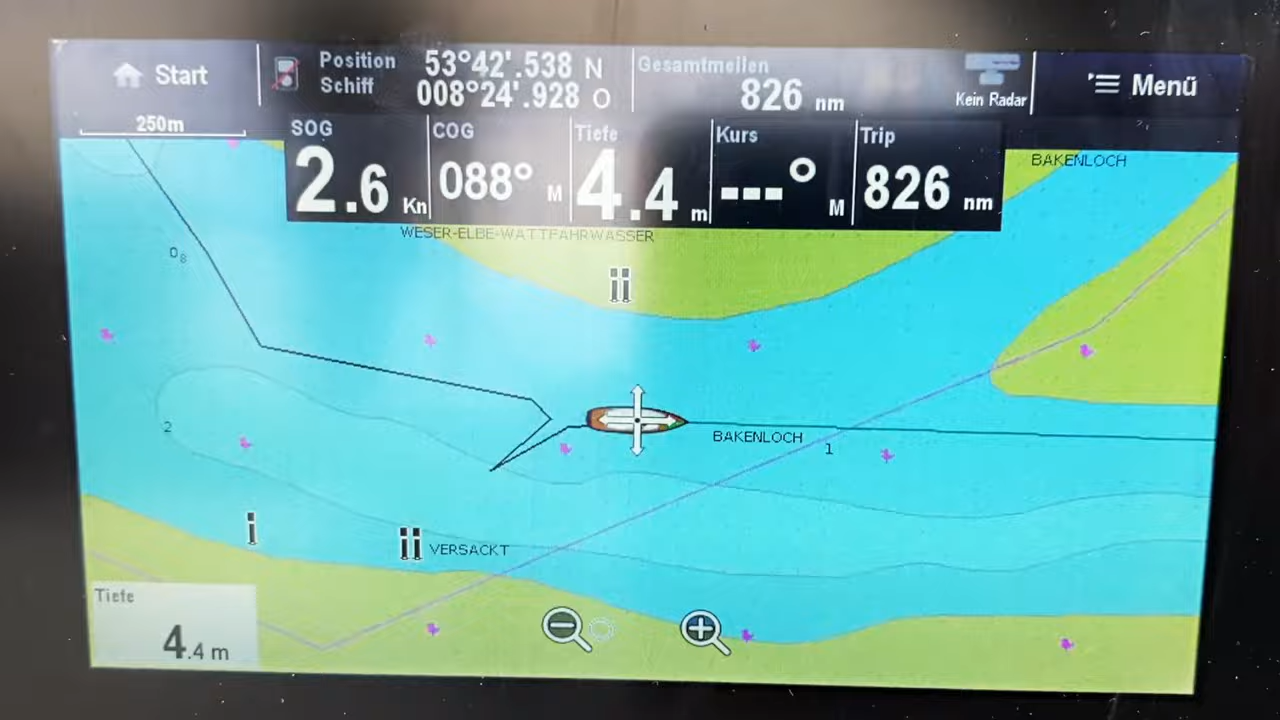 Start
Position
Schiff
53°42'.538 N
008°24'.928 O
Gesamtmeilen
826 nm
Kein Radar
Menü
250m
SOG
2.6 Kn
COG
088° M
Tiefe
4.4 m
Kurs
---° M
Trip
826 nm
BAKENLOCH
WESER-ELBE-WATTFAHRWASSER
0 8
BAKENLOCH
1
2
VERSACKT
Tiefe
4.4 m